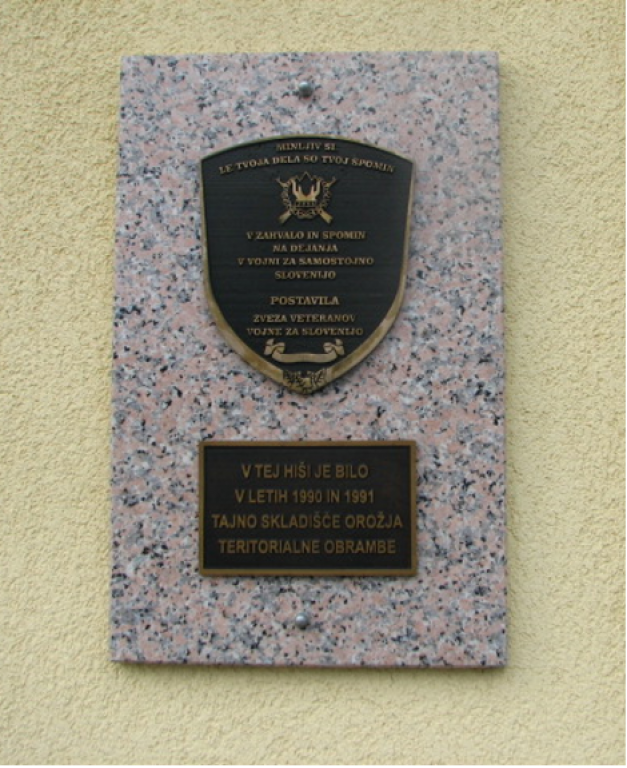 MINLJIV SI
LE TVOJA DELA SO TVOJ SPOMIN
V ZAHVALO IN SPOMIN
NA DEJANJA
V VOJNI ZA SAMOSTOJNO
SLOVENIJO
POSTAVILA
ZVEZA VETERANOV
VOJNE ZA SLOVENIJO
V TEJ HIŠI JE BILO
V LETIH 1990 IN 1991
TAJNO SKLADIŠČE OROŽJA
TERITORIALNE OBRAMBE